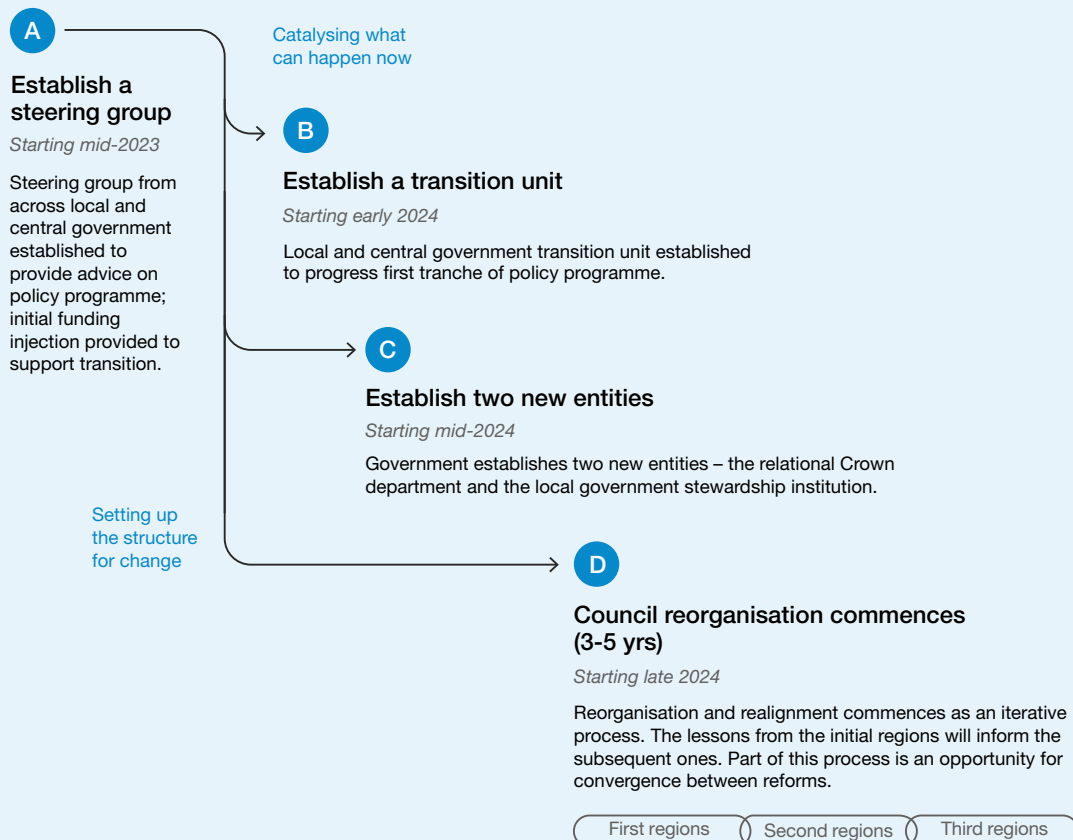 A
Establish a
steering group
Starting mid-2023
Steering group from
across local and
central government
established to
provide advice on
policy programme;
initial funding
injection provided to
support transition.
Catalysing what
can happen now
B
Establish a transition unit
Starting early 2024
Local and central government transition unit established
to progress first tranche of policy programme.
C
Establish two new entities
Starting mid-2024
Government establishes two new entities – the relational Crown
department and the local government stewardship institution.
Setting up
the structure
for change
D
Council reorganisation commences
(3-5 yrs)
Starting late 2024
Reorganisation and realignment commences as an iterative
process. The lessons from the initial regions will inform the
subsequent ones. Part of this process is an opportunity for
convergence between reforms.
First regions
Second regions
Third regions